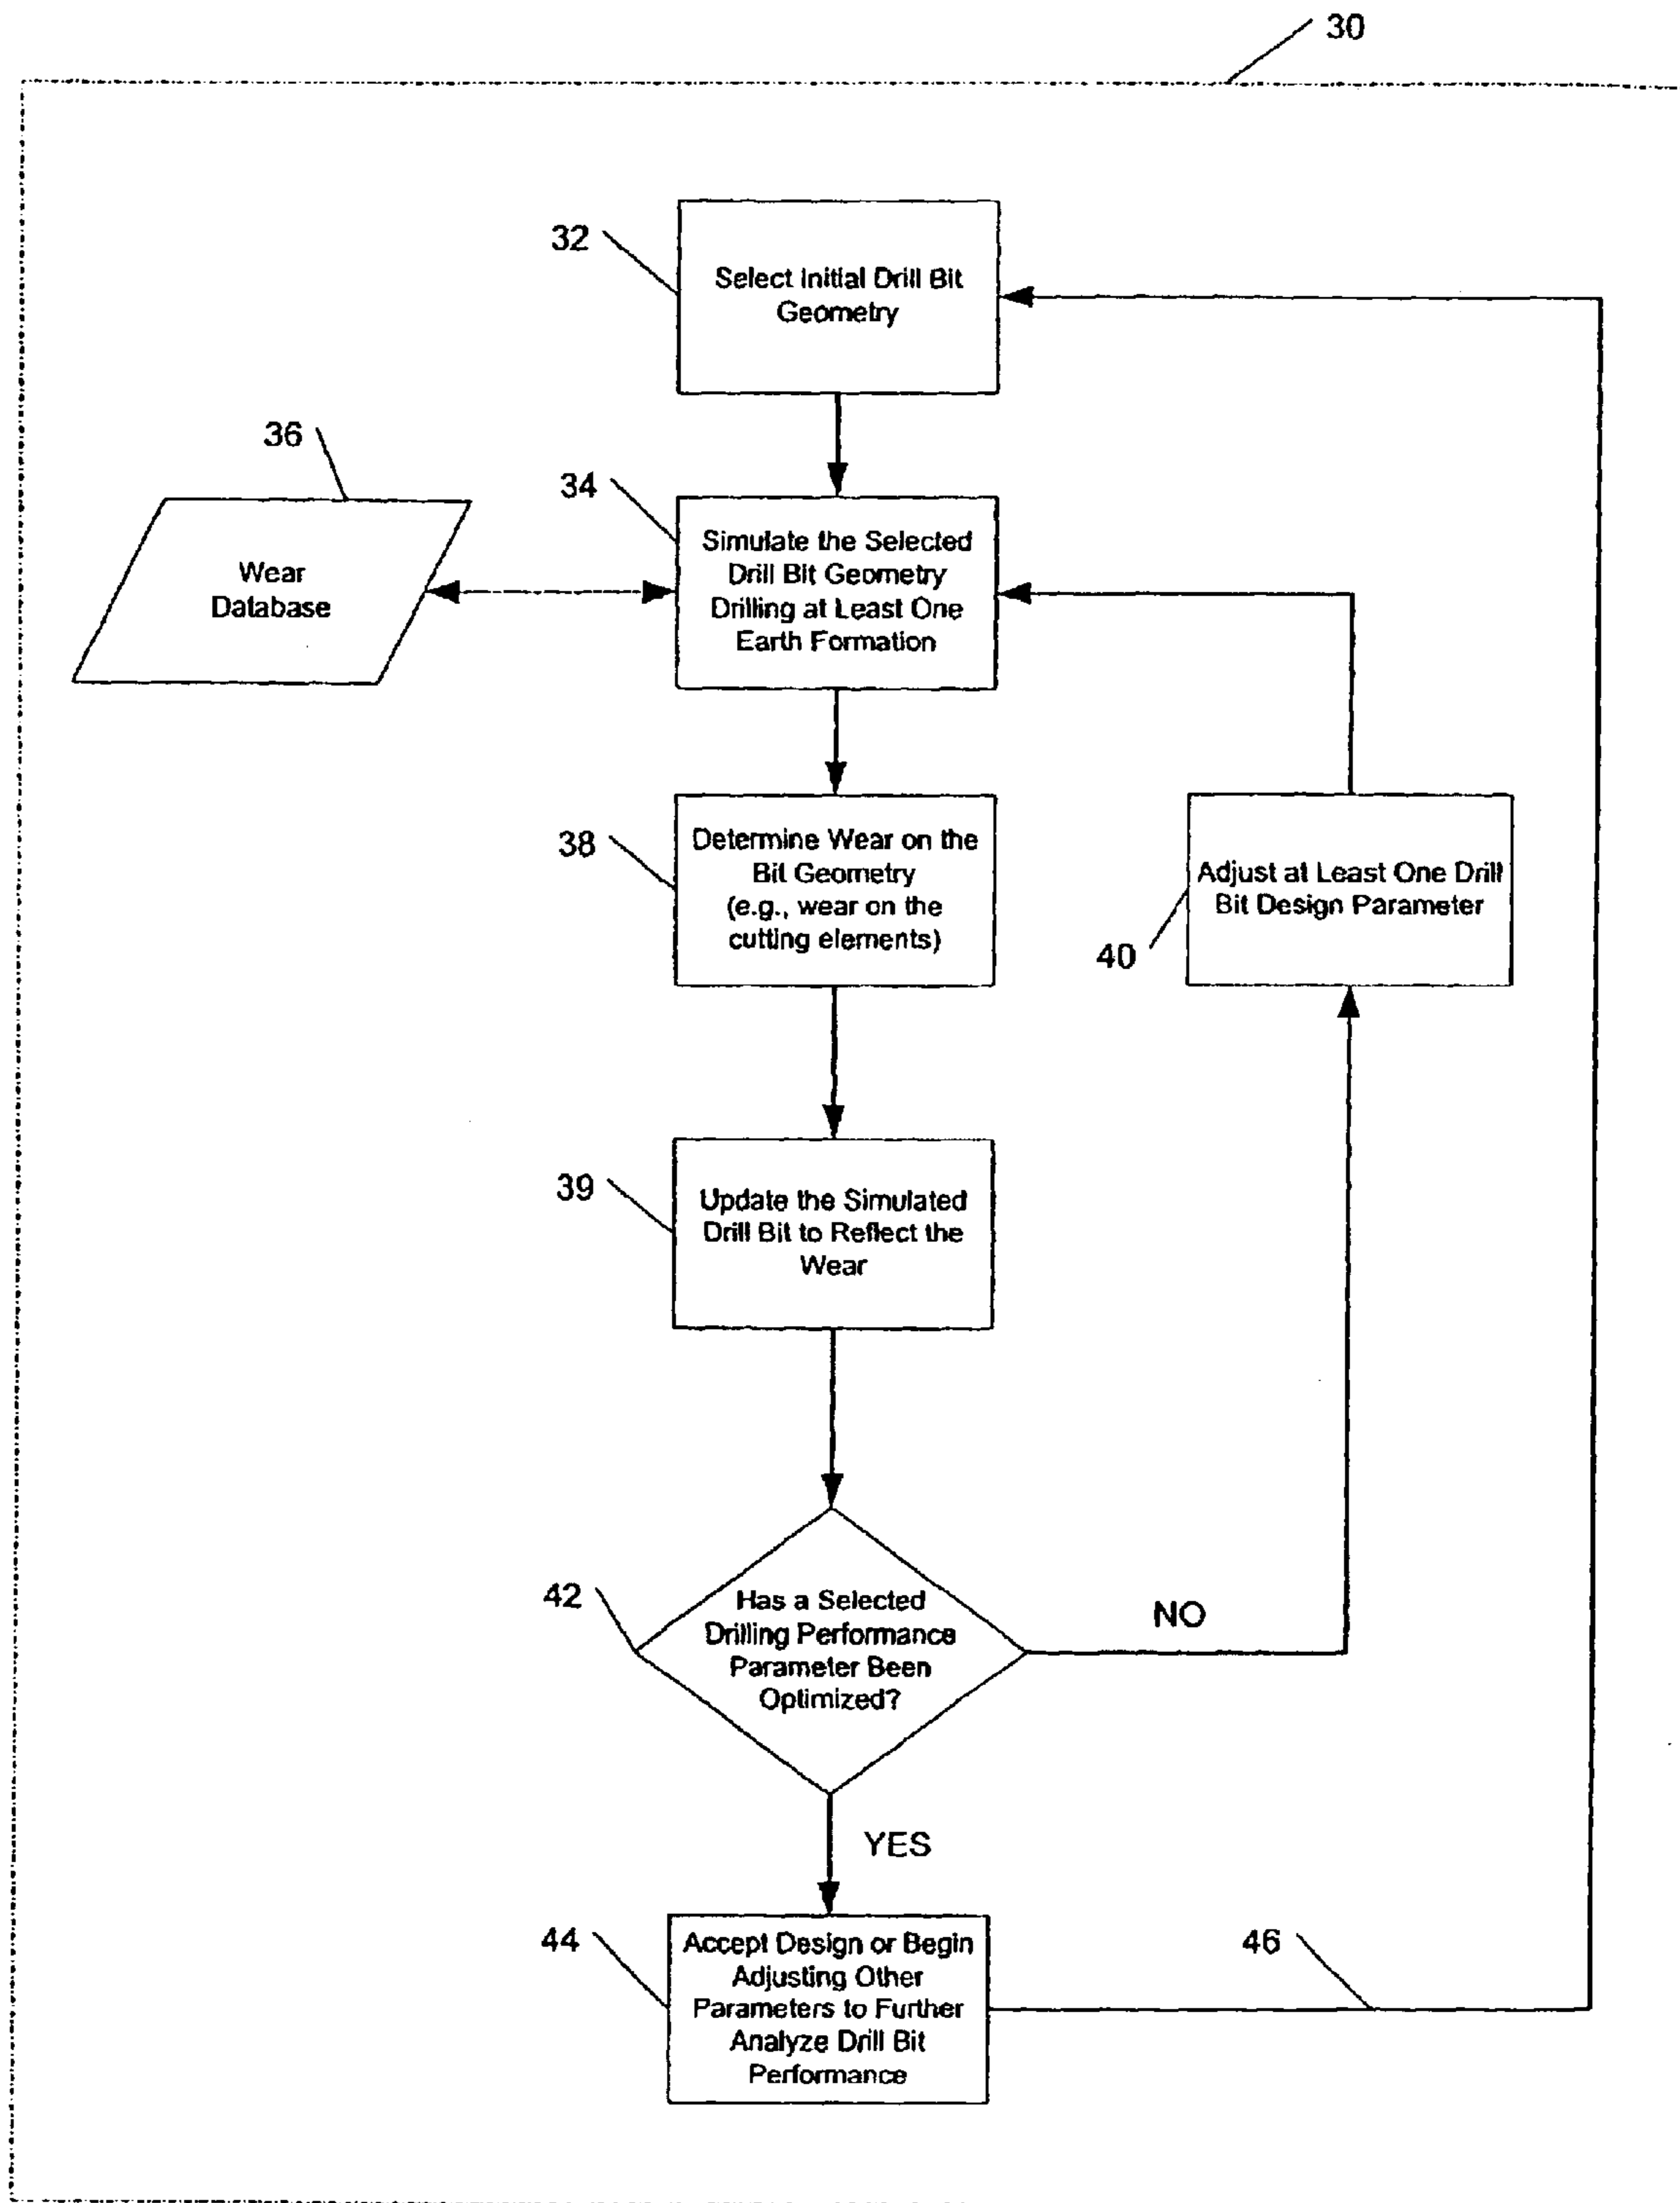 30
32
Select Initial Drill Bit
Geometry
36
Wear
Database
34
Simulate the Selected
Drill Bit Geometry
Drilling at Least One
Earth Formation
38
Determine Wear on the
Bit Geometry
(e.g., wear on the
cutting elements)
Adjust at Least One Drill
Bit Design Parameter
40
39
Update the Simulated
Drill Bit to Reflect the
Wear
42
Has a Selected
Drilling Performance
Parameter Been
Optimized?
NO
YES
44
Accept Design or Begin
Adjusting Other
Parameters to Further
Analyze Drill Bit
Performance
46